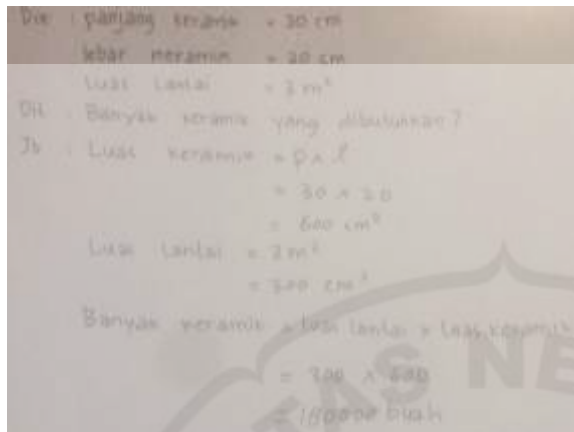 Dik : panjang keramik = 30 cm
lebar keramik = 20 cm
Luas Lantai = 3 m²
Dit : Banyak keramik yang dibutuhkan ?
Jb : Luas keramik = p x l
= 30 x 20
= 600 cm²
Luas Lantai = 3 m²
= 300 cm²
Banyak keramik = luas lantai x luas keramik
= 300 x 600
= 180000 buah
AS NE